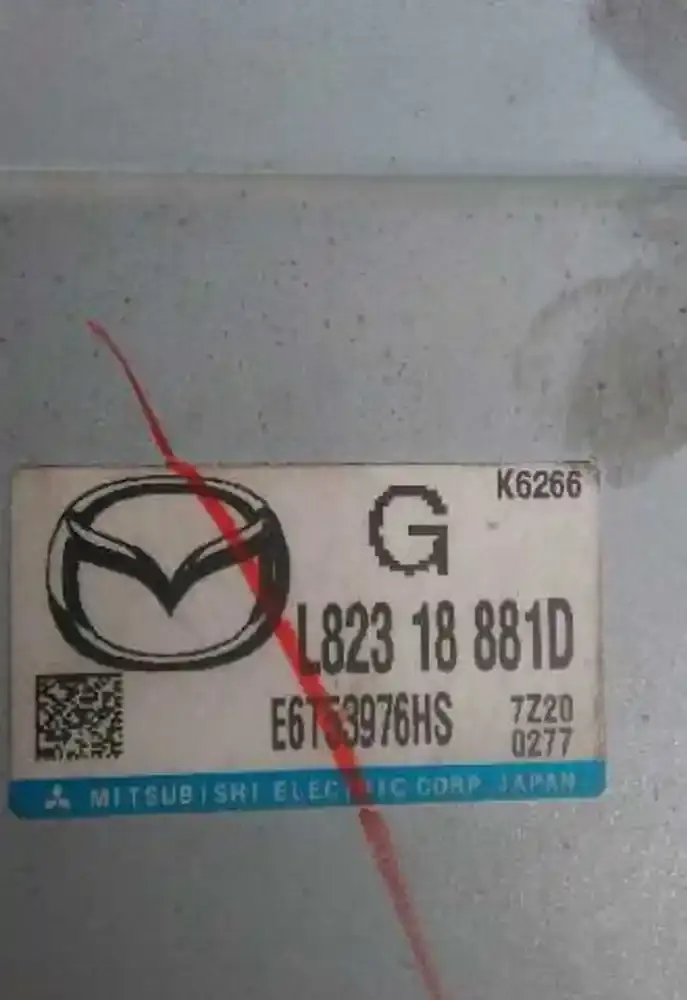 K6266
G
L823 18 881D
E6T53976HS
7Z20
0277
MITSUBISHI ELECTRIC CORP. JAPAN